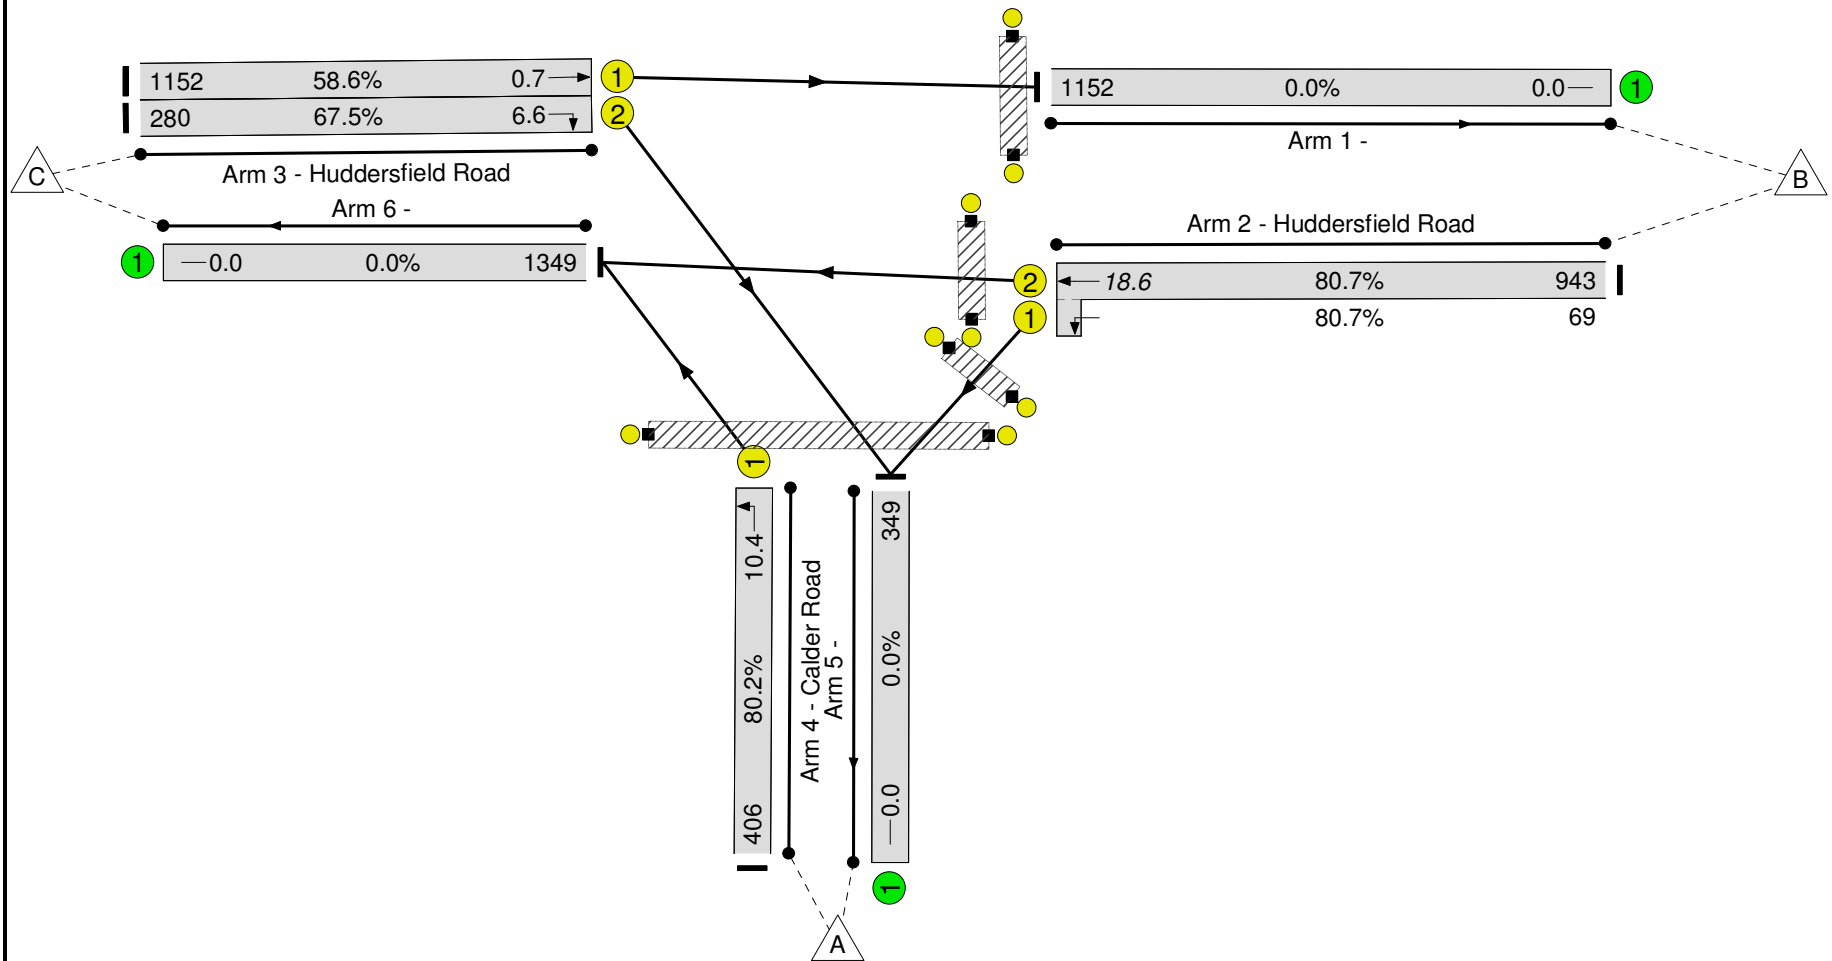 1152 58.6% 0.7 1
280 67.5% 6.6 2
Arm 3 - Huddersfield Road
C
Arm 6 -
1 0.0 0.0% 1349
1152 0.0% 0.0 1
Arm 1 -
B
Arm 2 - Huddersfield Road
2 18.6 80.7% 943
1 80.7% 69
1
406 80.2% 10.4
Arm 4 - Calder Road
Arm 5 -
0.0 0.0% 349
1
A